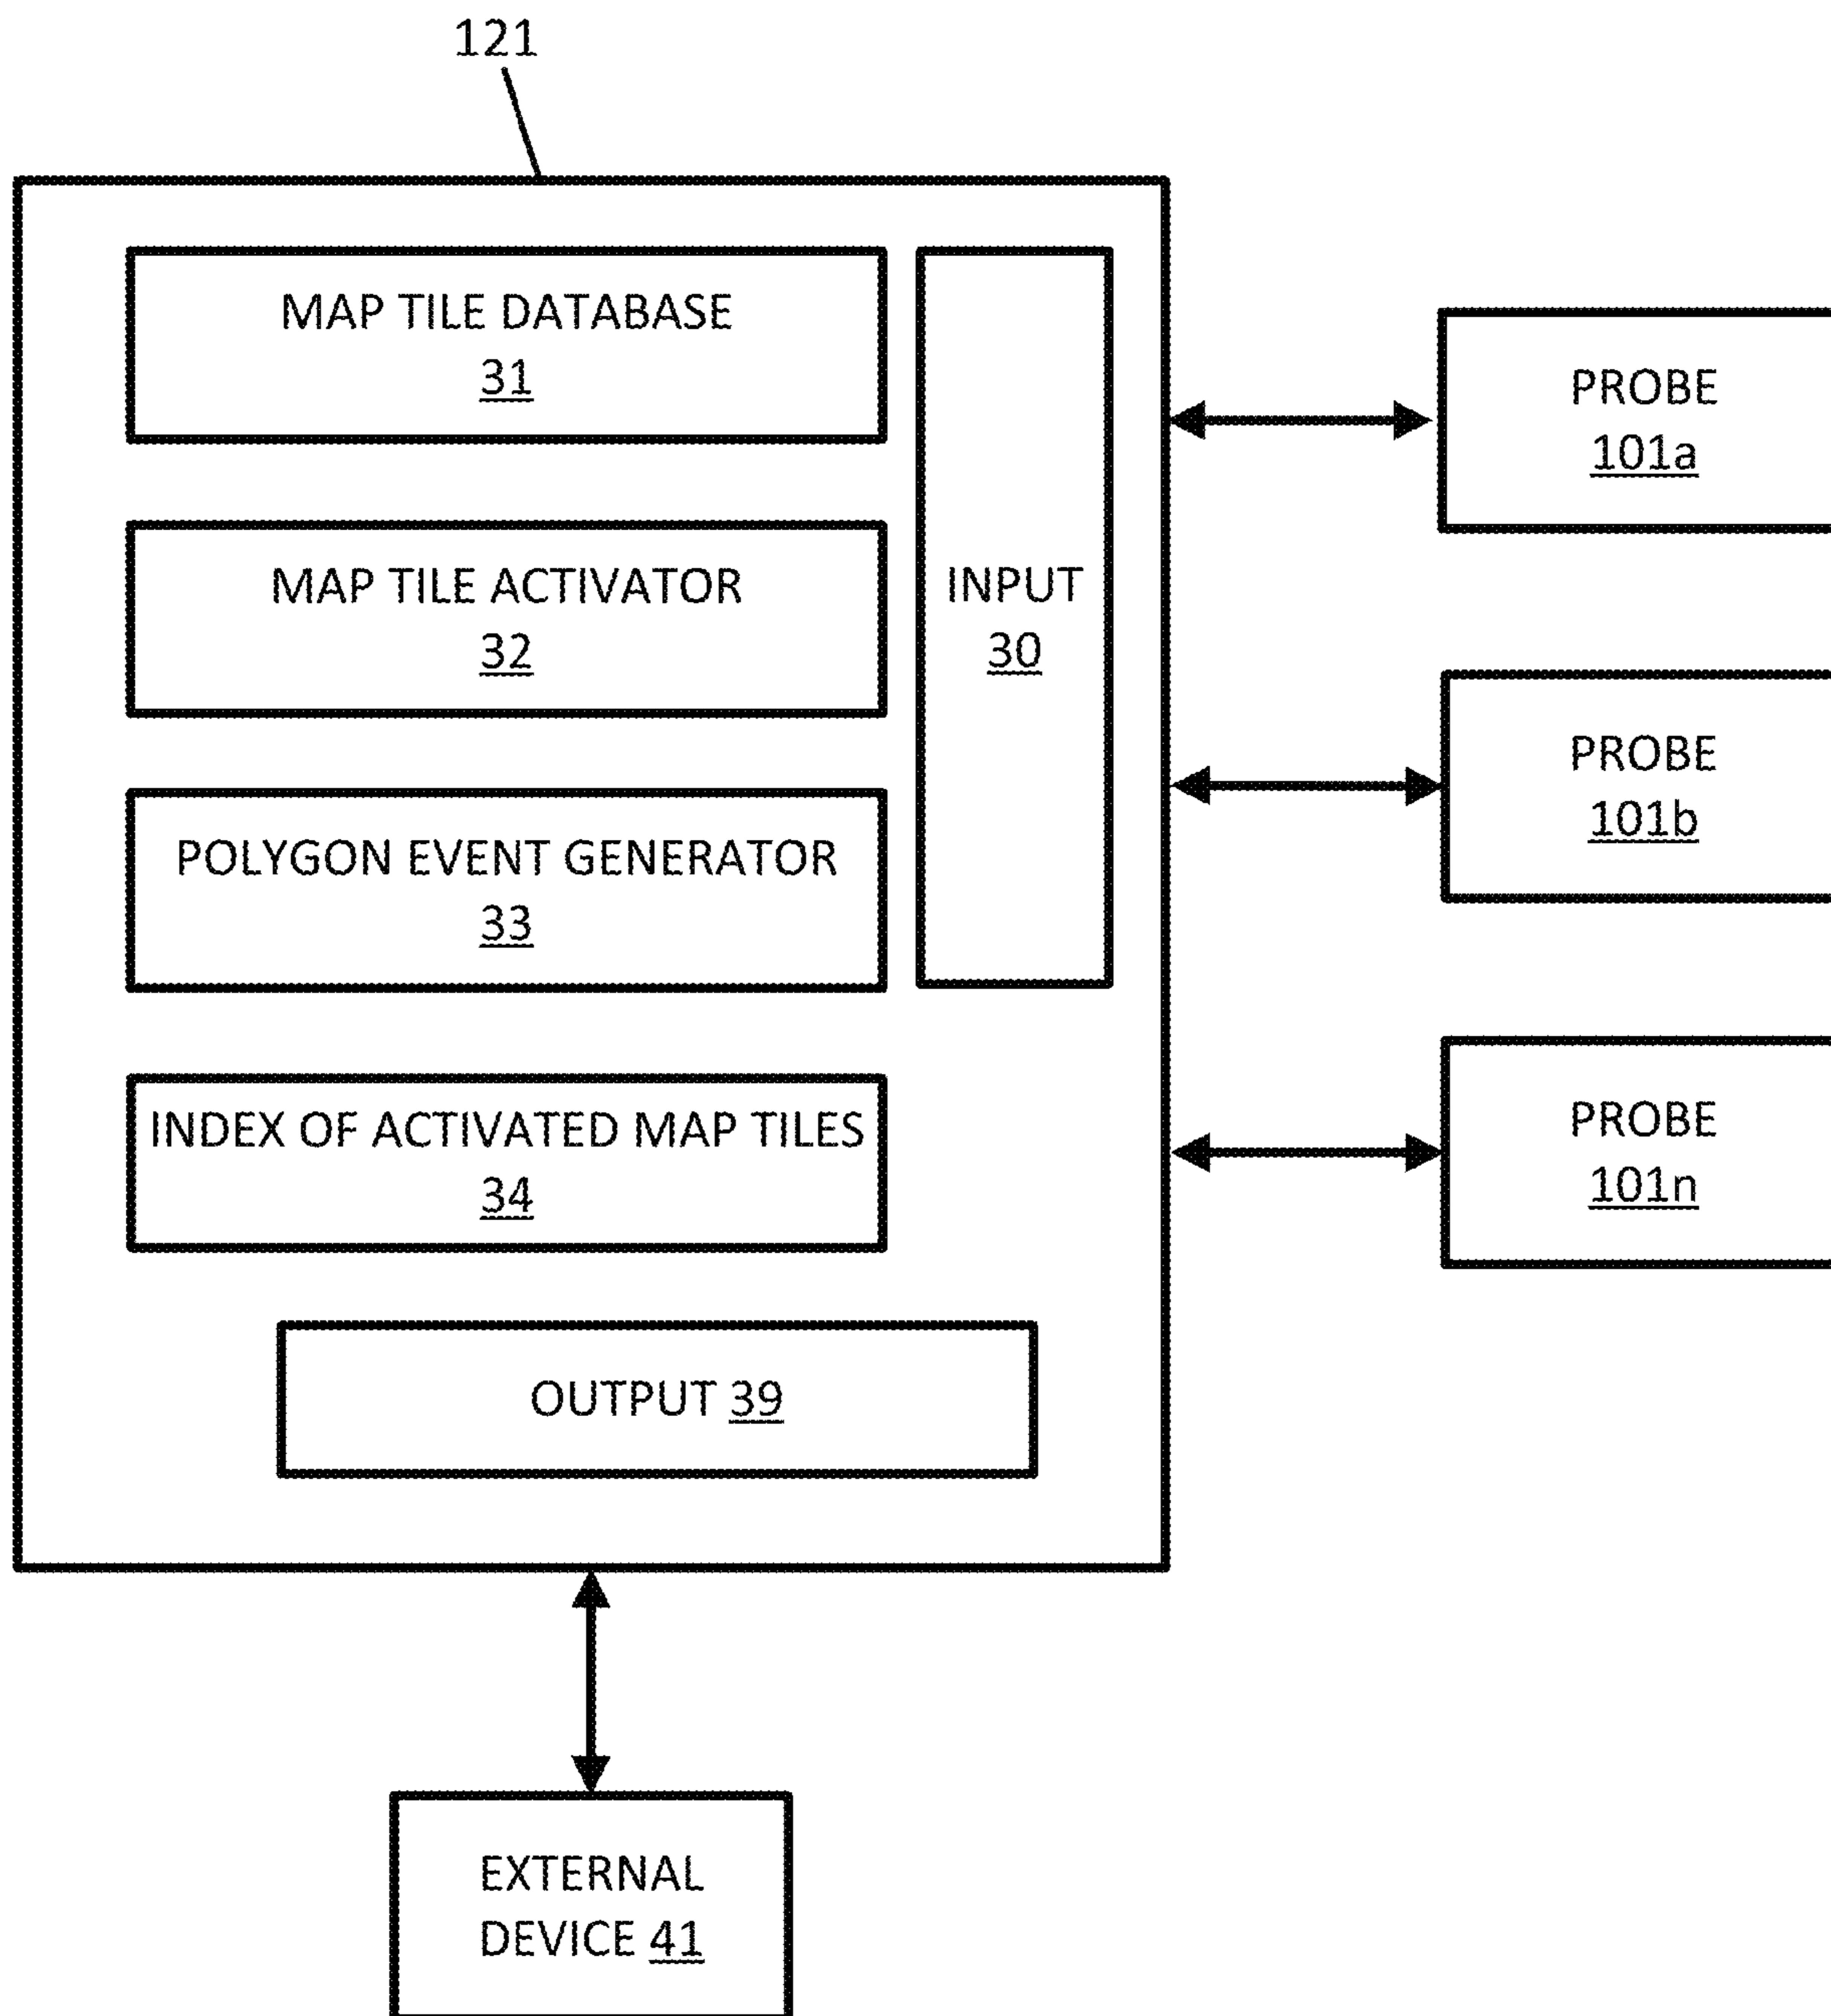 121
MAP TILE DATABASE
31
MAP TILE ACTIVATOR
32
POLYGON EVENT GENERATOR
33
INDEX OF ACTIVATED MAP TILES
34
INPUT
30
OUTPUT 39
PROBE
101a
PROBE
101b
PROBE
101n
EXTERNAL
DEVICE 41